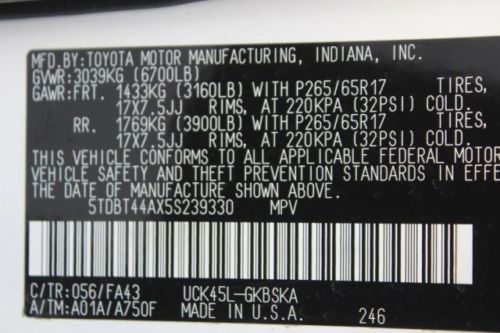 MFD.BY:TOYOTA MOTOR MANUFACTURING, INDIANA, INC.
GVWR:3039KG (6700LB)
GAWR:FRT. 1433KG (3160LB) WITH P265/65R17 TIRES,
17X7.5JJ RIMS, AT 220KPA (32PSI) COLD.
RR. 1769KG (3900LB) WITH P265/65R17 TIRES,
17X7.5JJ RIMS, AT 220KPA (32PSI) COLD.
THIS VEHICLE CONFORMS TO ALL APPLICABLE FEDERAL MOTOR
VEHICLE SAFETY AND THEFT PREVENTION STANDARDS IN EFFE
THE DATE OF MANUFACTURE SHOWN ABOVE.
5TDBT44AX5S239330 MPV
C/TR:056/FA43 UCK45L-GKBSKA
A/TM:A01A/A750F MADE IN U.S.A. 246